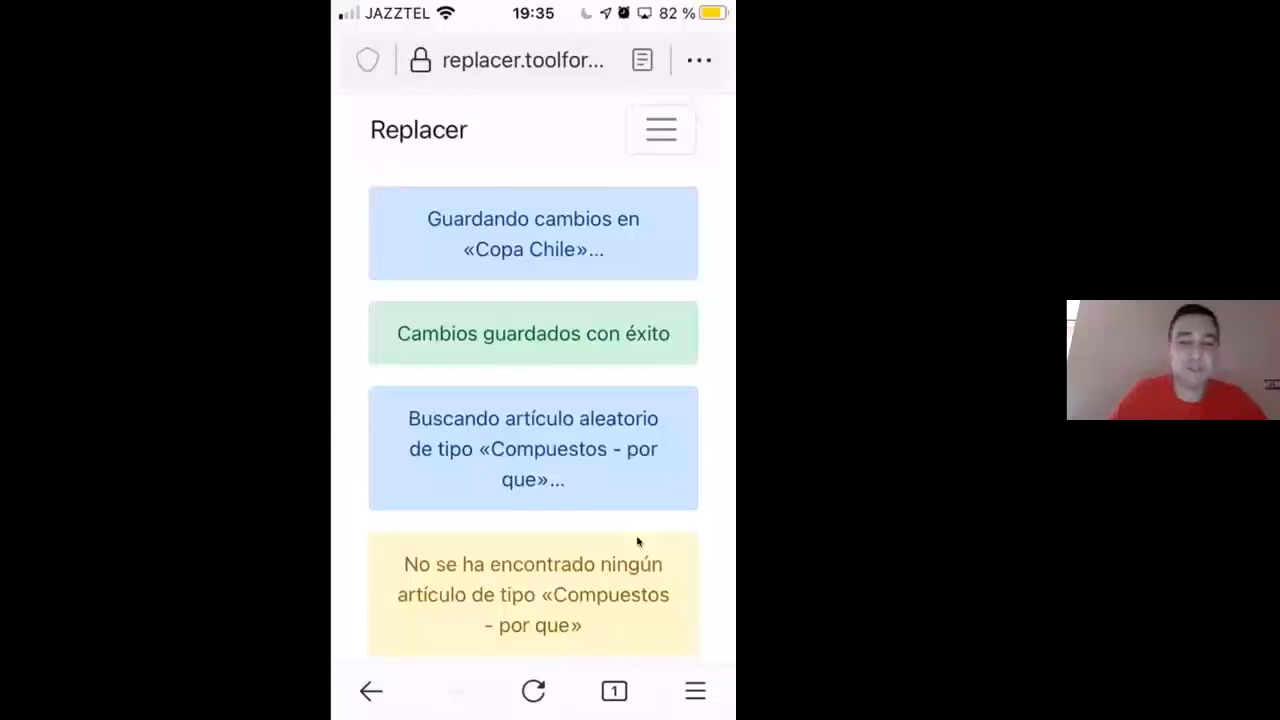 JAZZTEL 19:35 82 %
replacer.toolfor...
Replacer
Guardando cambios en
«Copa Chile»...
Cambios guardados con éxito
Buscando artículo aleatorio
de tipo «Compuestos - por
que»...
No se ha encontrado ningún
artículo de tipo «Compuestos
- por que»
1